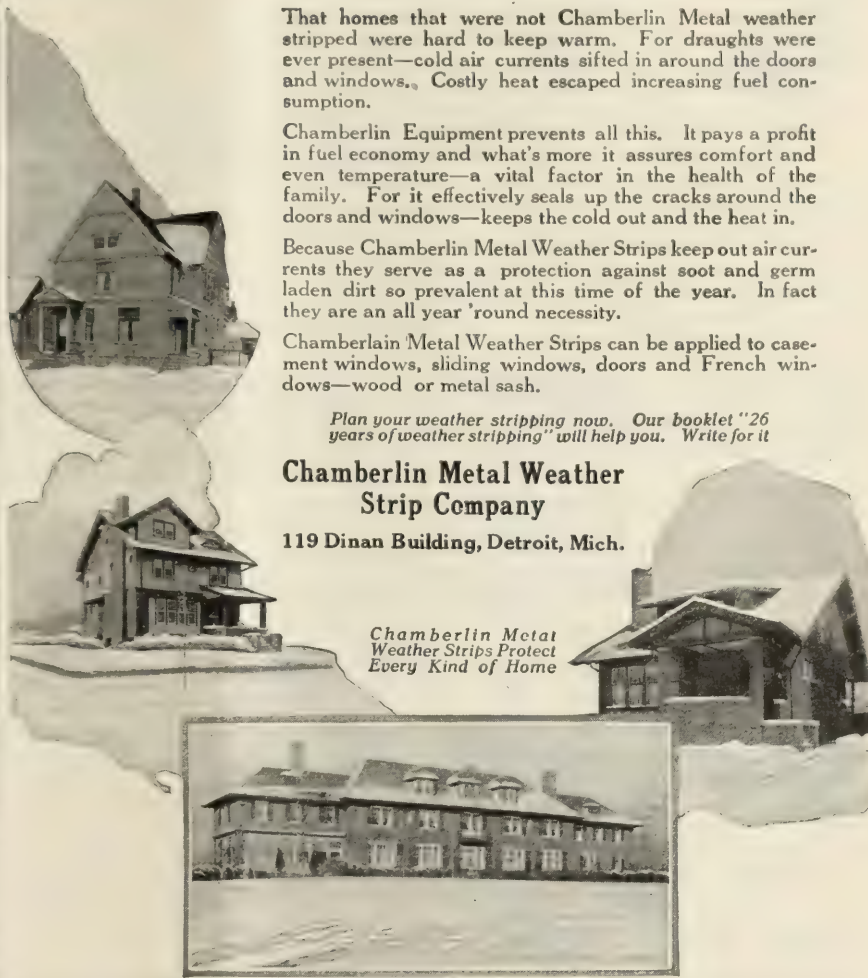 That homes that were not Chamberlin Metal weather
stripped were hard to keep warm. For draughts were
ever present—cold air currents sifted in around the doors
and windows. Costly heat escaped increasing fuel con-
sumption.
Chamberlin Equipment prevents all this. It pays a profit
in fuel economy and what's more it assures comfort and
even temperature—a vital factor in the health of the
family. For it effectively seals up the cracks around the
doors and windows—keeps the cold out and the heat in.
Because Chamberlin Metal Weather Strips keep out air cur-
rents they serve as a protection against soot and germ
laden dirt so prevalent at this time of the year. In fact
they are an all year 'round necessity.
Chamberlain Metal Weather Strips can be applied to case-
ment windows, sliding windows, doors and French win-
dows—wood or metal sash.
Plan your weather stripping now. Our booklet "26
years of weather stripping" will help you. Write for it
Chamberlin Metal Weather
Strip Company
119 Dinan Building, Detroit, Mich.
Chamberlin Metal
Weather Strips Protect
Every Kind of Home